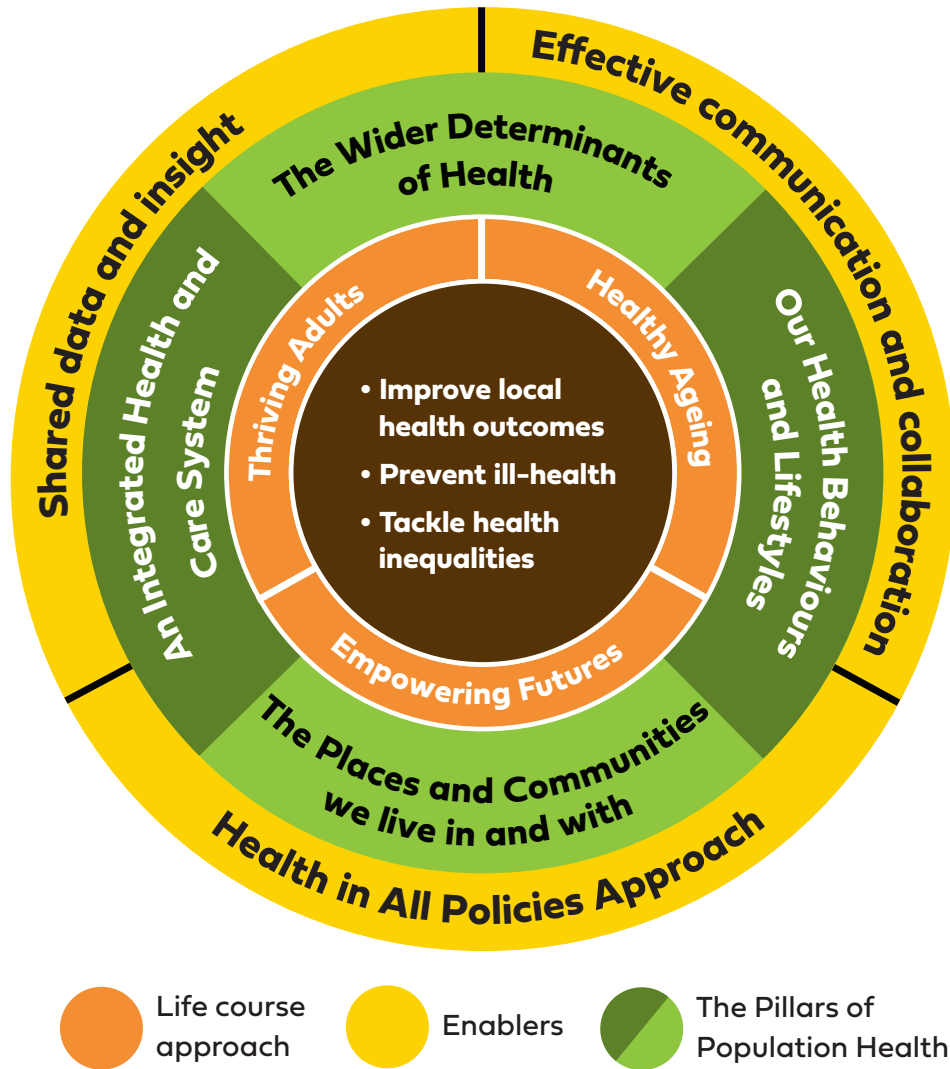 Shared data and insight
Effective communication and collaboration
Health in All Policies Approach
The Wider Determinants
of Health
An Integrated Health and
Care System
Our Health Behaviours
and Lifestyles
The Places and Communities
we live in and with
Thriving Adults
Healthy Ageing
Empowering Futures
• Improve local
health outcomes
• Prevent ill-health
• Tackle health
inequalities
Life course
approach
Enablers
The Pillars of
Population Health